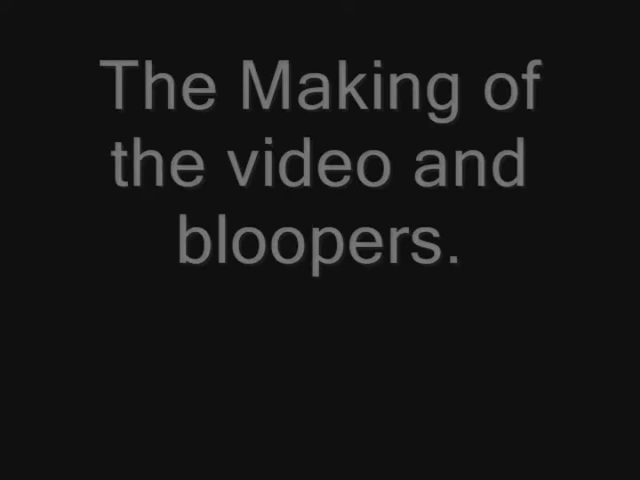 The Making of
the video and
bloopers.